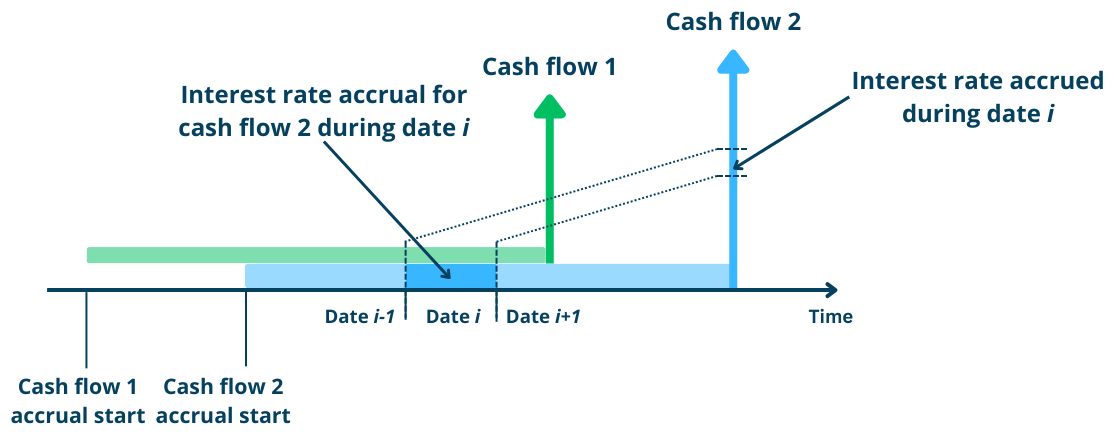 Cash flow 2
Cash flow 1
Interest rate accrual for
cash flow 2 during date i
Interest rate accrued
during date i
Date i-1
Date i
Date i+1
Time
Cash flow 1
accrual start
Cash flow 2
accrual start